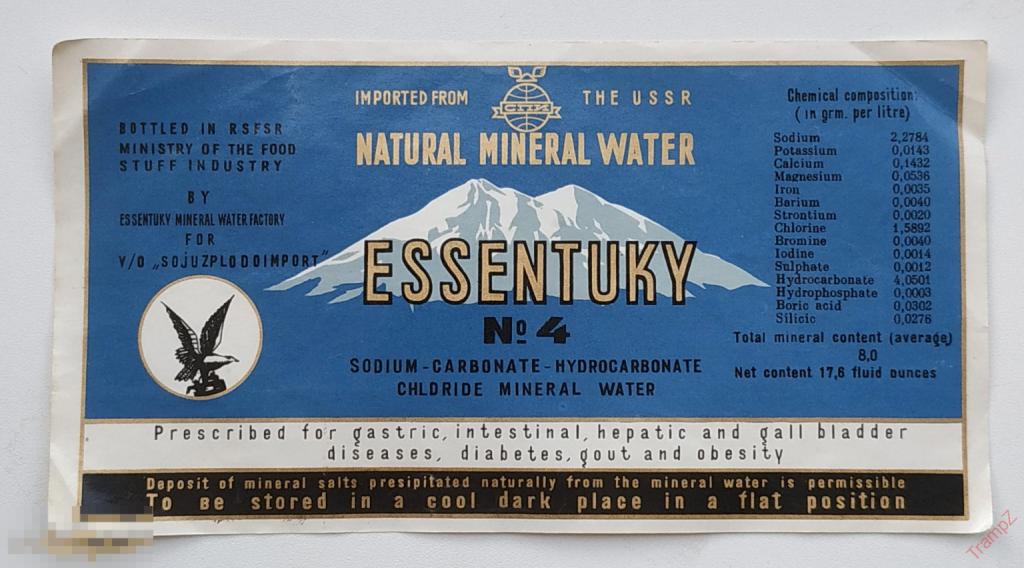 IMPORTED FROM
СПИ
THE USSR
NATURAL MINERAL WATER
BOTTLED IN RSFSR
MINISTRY OF THE FOOD
STUFF INDUSTRY
BY
ESSENTUKY MINERAL WATER FACTORY
FOR
V/O „SOJUZPLODOIMPORT"
ESSENTUKY
№ 4
SODIUM-CARBONATE-HYDROCARBONATE
CHLDRIDE MINERAL WATER
Chemical composition:
(in grm. per litre)
Sodium 2,2784
Potassium 0,0143
Calcium 0,1432
Magnesium 0,0536
Iron 0,0035
Barium 0,0040
Strontium 0,0020
Chlorine 1,5892
Bromine 0,0040
Iodine 0,0014
Sulphate 0,0012
Hydrocarbonate 4,0501
Hydrophosphate 0,0003
Boric acid 0,0302
Silicic 0,0276
Total mineral content (average)
8,0
Net content 17,6 fluid ounces
Prescribed for gastric, intestinal, hepatic and gall bladder
diseases, diabetes, gout and obesity
Deposit of mineral salts presipitated naturally from the mineral water is permissible
To be stored in a cool dark place in a flat position
TrampZ